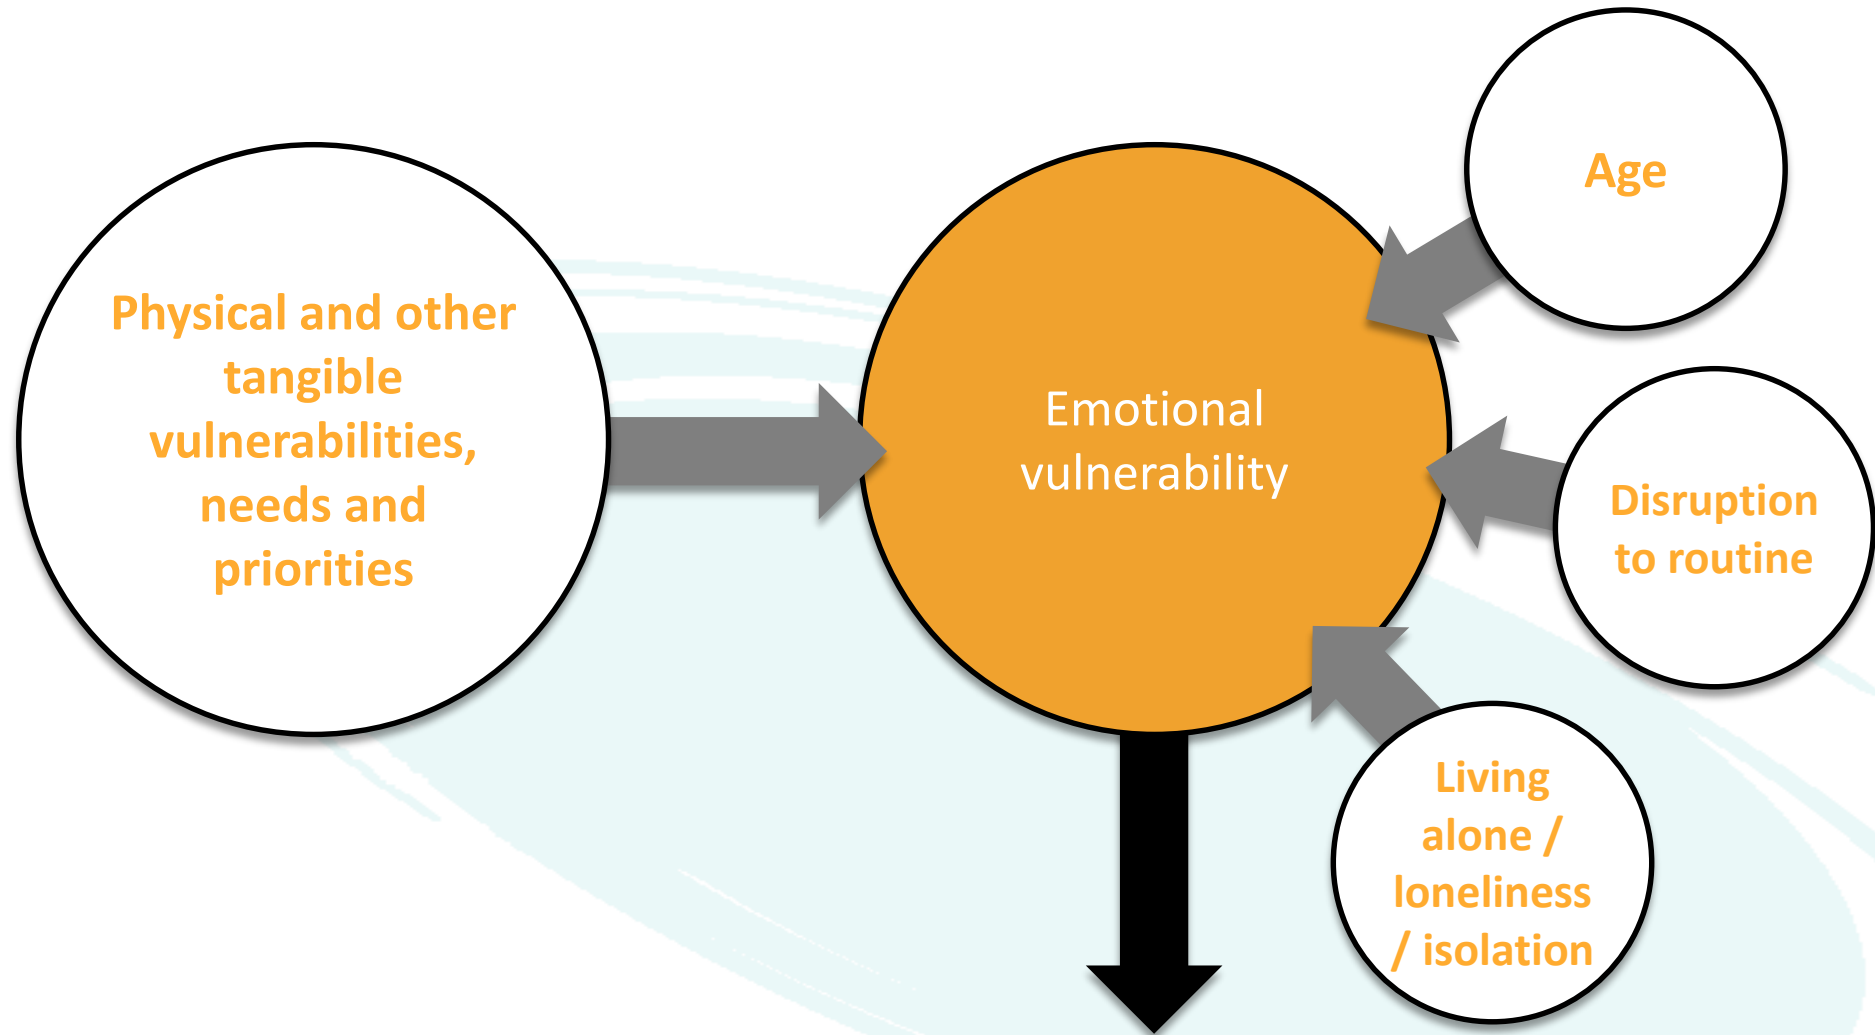 Physical and other
tangible
vulnerabilities,
needs and
priorities
Emotional
vulnerability
Age
Disruption
to routine
Living
alone /
loneliness
/ isolation